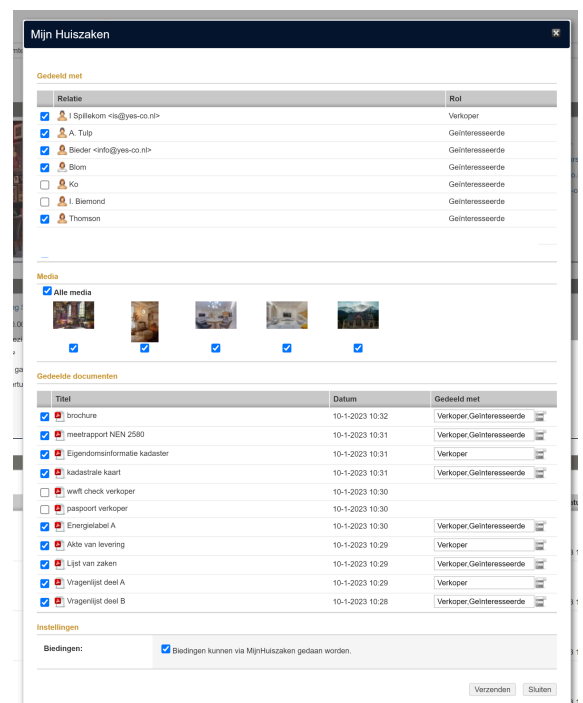 Mijn Huiszaken
Gedeeld met
Relatie Rol
I Spillekom <is@yes-co.nl> Verkoper
A. Tulp Geïnteresseerde
Bieder <info@yes-co.nl> Geïnteresseerde
Blom Geïnteresseerde
Ko Geïnteresseerde
I. Biemond Geïnteresseerde
Thomson Geïnteresseerde
Media
Alle media
Gedeelde documenten
Titel Datum Gedeeld met
brochure 10-1-2023 10:32 Verkoper,Geïnteresseerde
meetrapport NEN 2580 10-1-2023 10:31 Verkoper,Geïnteresseerde
Eigendomsinformatie kadaster 10-1-2023 10:31 Verkoper
kadastrale kaart 10-1-2023 10:31 Verkoper,Geïnteresseerde
wwft check verkoper 10-1-2023 10:30
paspoort verkoper 10-1-2023 10:30
Energielabel A 10-1-2023 10:30 Verkoper,Geïnteresseerde
Akte van levering 10-1-2023 10:29 Verkoper
Lijst van zaken 10-1-2023 10:29 Verkoper,Geïnteresseerde
Vragenlijst deel A 10-1-2023 10:29 Verkoper
Vragenlijst deel B 10-1-2023 10:28 Verkoper,Geïnteresseerde
Instellingen
Biedingen: Biedingen kunnen via MijnHuiszaken gedaan worden.
Verzenden Sluiten